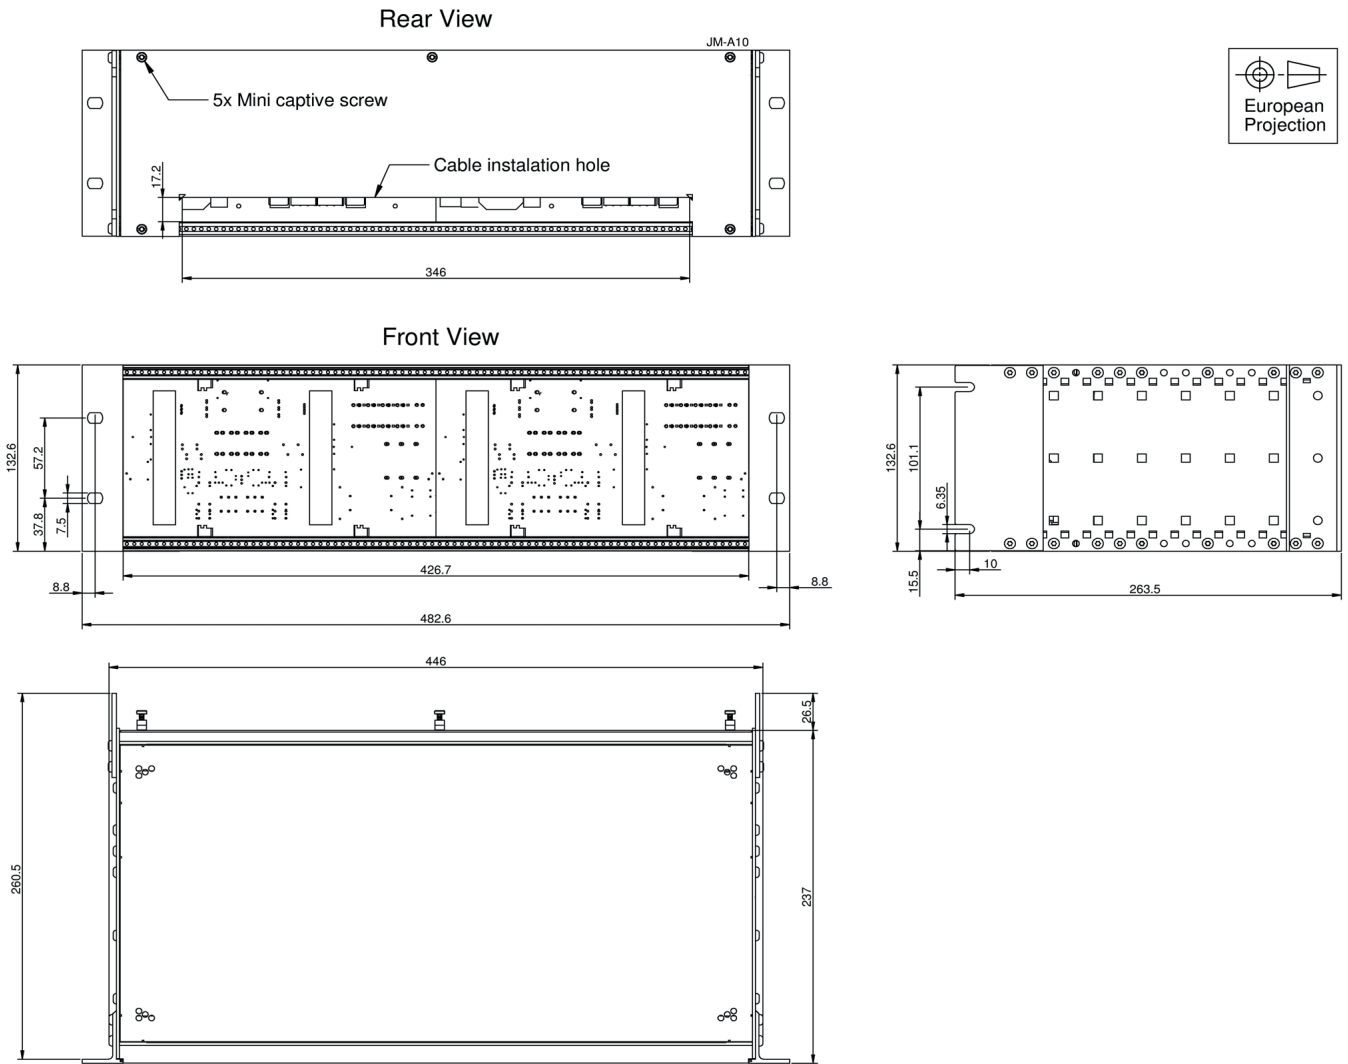 Rear View
JM-A10
5x Mini captive screw
Cable instalation hole
17.2
346
European
Projection
Front View
132.6
57.2
37.8
7.5
8.8
426.7
8.8
482.6
132.6
101.1
6.35
15.5
10
263.5
446
26.5
260.5
237